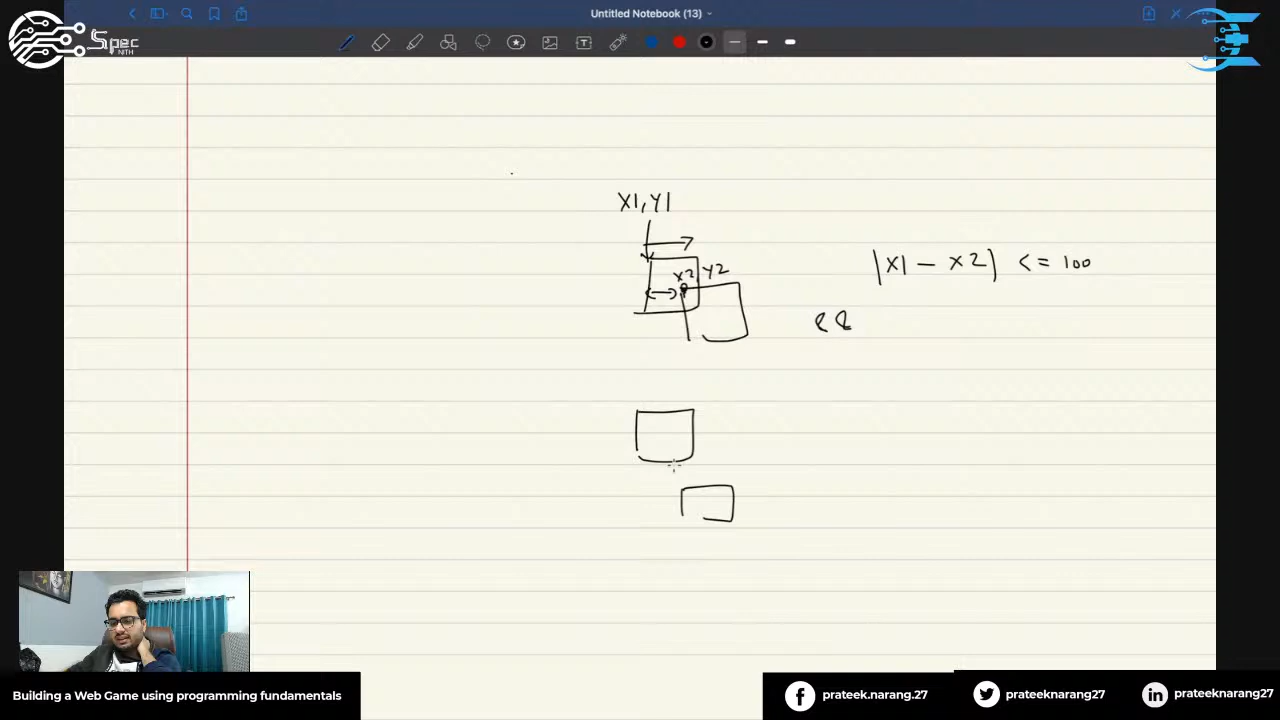 Untitled Notebook (13)
Spec
NITH
X1, Y1
X2, Y2
|X1 - X2| <= 100
&&
Building a Web Game using programming fundamentals
prateek.narang.27
prateeknarang27
prateeknarang27